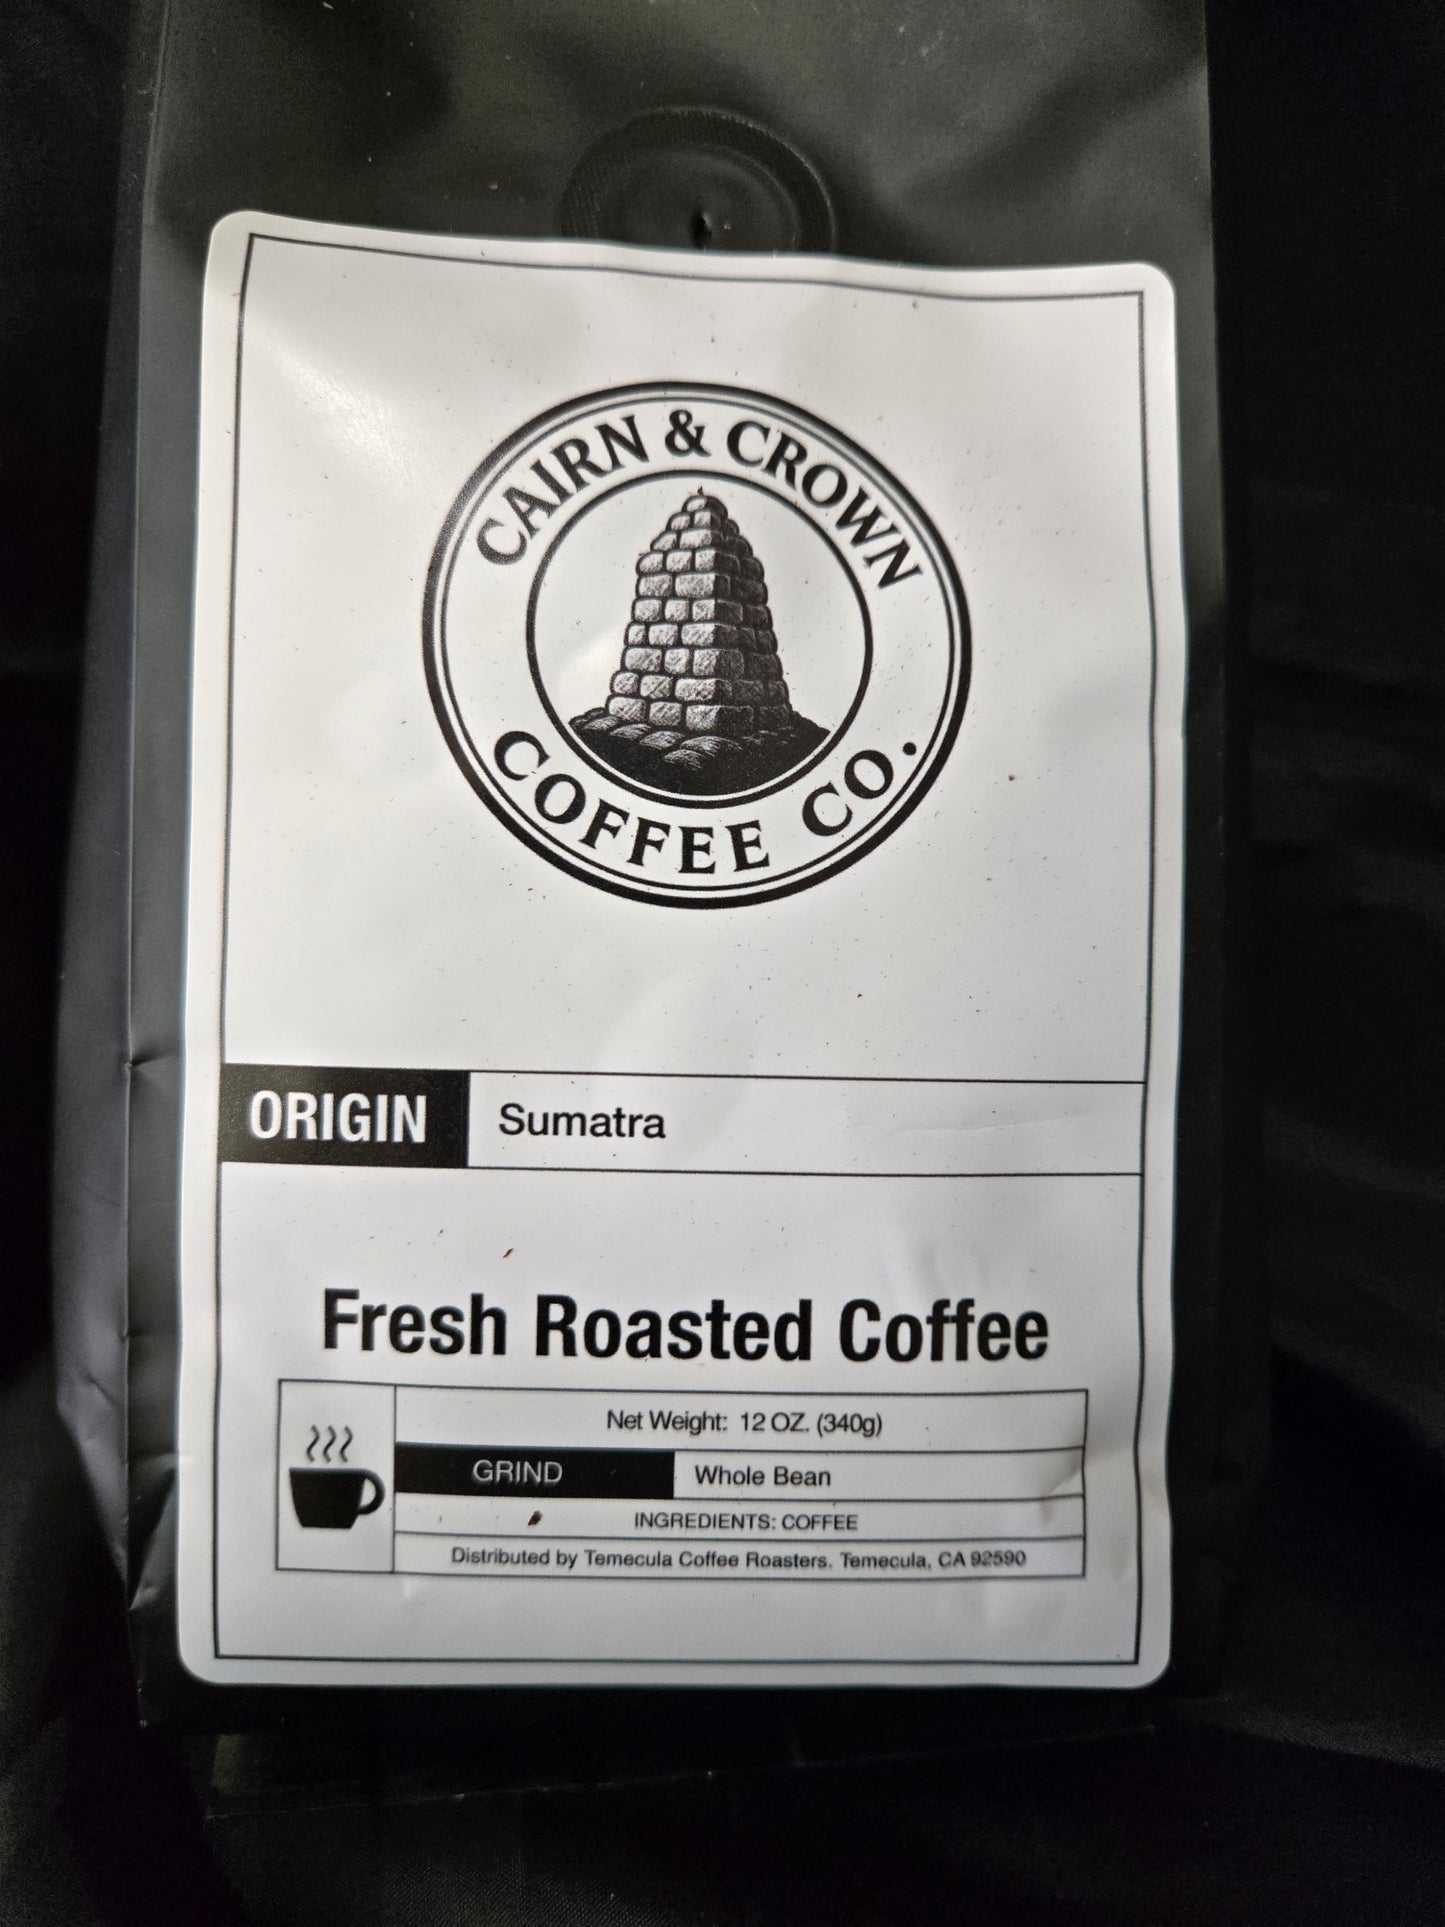 CAIRN & CROWN
COFFEE CO.
ORIGIN Sumatra
Fresh Roasted Coffee
Net Weight: 12 OZ. (340g)
GRIND Whole Bean
INGREDIENTS: COFFEE
Distributed by Temecula Coffee Roasters. Temecula, CA 92590